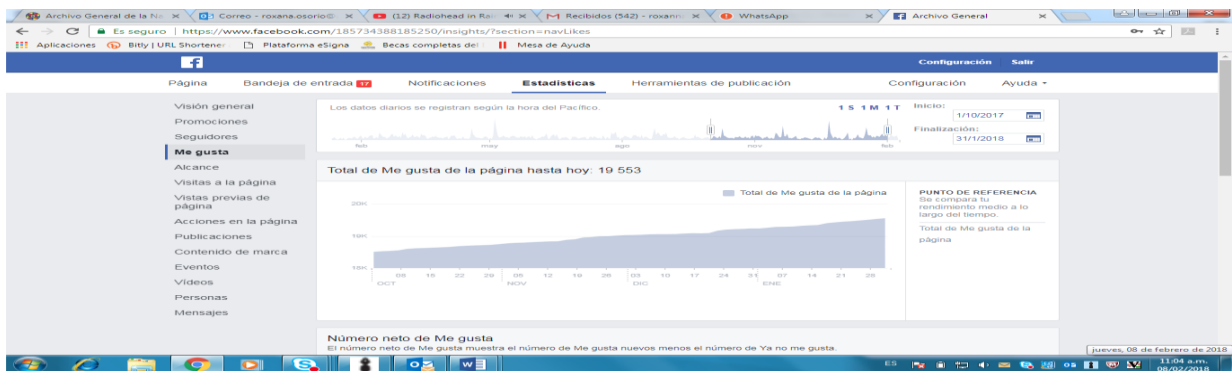 Archivo General de la Na
Correo - roxana.osorio@
(12) Radiohead in Rai
Recibidos (542) - roxann
WhatsApp
Archivo General
Es seguro | https://www.facebook.com/185734388185250/insights/?section=navLikes
Aplicaciones Bitly | URL Shortener Plataforma eSigna Becas completas del Mesa de Ayuda
Configuración Salir
Página Bandeja de entrada 17 Notificaciones Estadísticas Herramientas de publicación Configuración Ayuda
Visión general
Promociones
Seguidores
Me gusta
Alcance
Visitas a la página
Vistas previas de
página
Acciones en la página
Publicaciones
Contenido de marca
Eventos
Vídeos
Personas
Mensajes
Los datos diarios se registran según la hora del Pacífico.
1 S 1 M 1 T
Inicio:
1/10/2017
Finalización:
31/1/2018
feb may ago nov feb
Total de Me gusta de la página hasta hoy: 19 553
Total de Me gusta de la página
20K
19K
18K
08 15 22 29 05 12 19 26 03 10 17 24 31 07 14 21 28
OCT NOV DIC ENE
PUNTO DE REFERENCIA
Se compara tu
rendimiento medio a lo
largo del tiempo.
Total de Me gusta de la
página
Número neto de Me gusta
El número neto de Me gusta muestra el número de Me gusta nuevos menos el número de Ya no me gusta.
jueves, 08 de febrero de 2018
ES
11:04 a.m.
08/02/2018